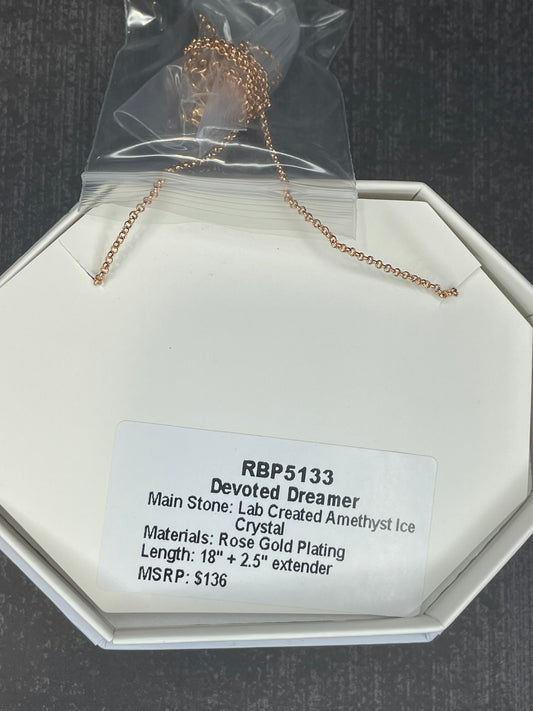 RBP5133
Devoted Dreamer
Main Stone: Lab Created Amethyst Ice
Crystal
Materials: Rose Gold Plating
Length: 18" + 2.5" extender
MSRP: $136